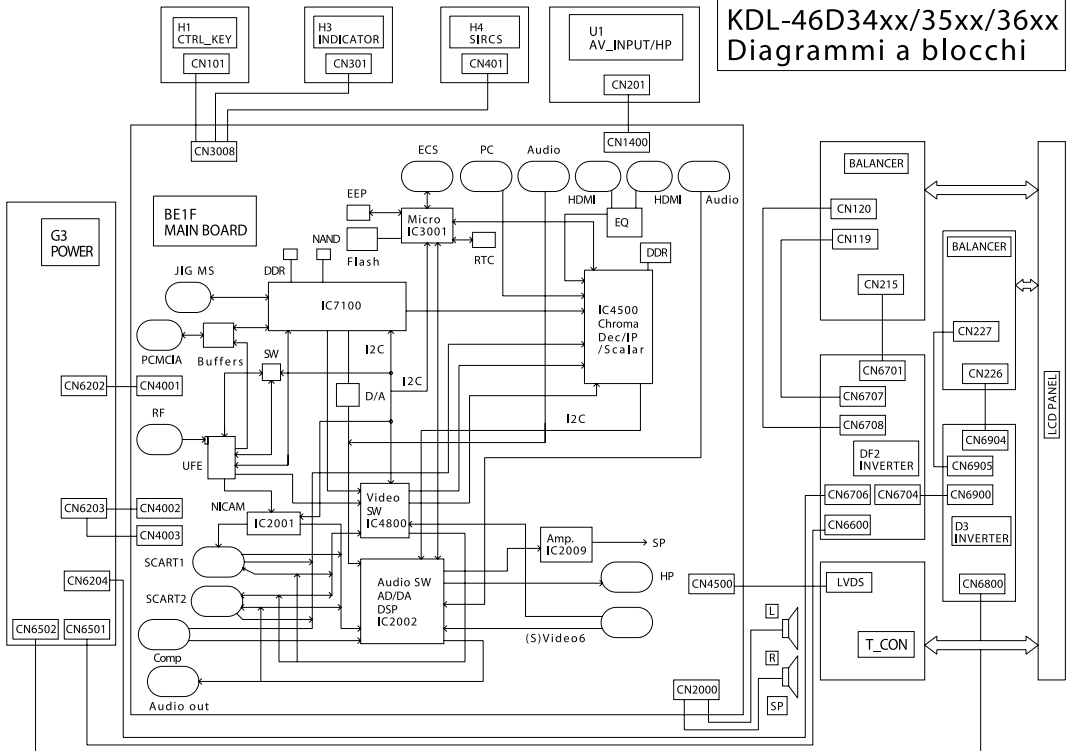 KDL-46D34xx/35xx/36xx
Diagrammi a blocchi
H1
CTRL_KEY
CN101
H3
INDICATOR
CN301
H4
SIRCS
CN401
U1
AV_INPUT/HP
CN201
CN3008
CN1400
BE1F
MAIN BOARD
G3
POWER
ECS
PC
Audio
HDMI
HDMI
Audio
EEP
Micro
IC3001
EQ
Flash
RTC
DDR
NAND
DDR
JIG MS
IC7100
IC4500
Chroma
Dec/IP
/Scalar
PCMCIA
Buffers
SW
I2C
I2C
D/A
I2C
CN6202
CN4001
RF
UFE
NICAM
IC2001
Video
SW
IC4800
CN6203
CN4002
CN4003
SCART1
SCART2
Amp.
IC2009
SP
HP
Audio SW
AD/DA
DSP
IC2002
(S)Video6
CN6204
CN6502
CN6501
Comp
Audio out
CN2000
CN4500
L
R
SP
BALANCER
CN120
CN119
CN215
BALANCER
CN227
CN226
CN6701
CN6707
CN6708
DF2
INVERTER
CN6706
CN6704
CN6600
CN6904
CN6905
CN6900
D3
INVERTER
CN6800
LVDS
T_CON
LCD PANEL